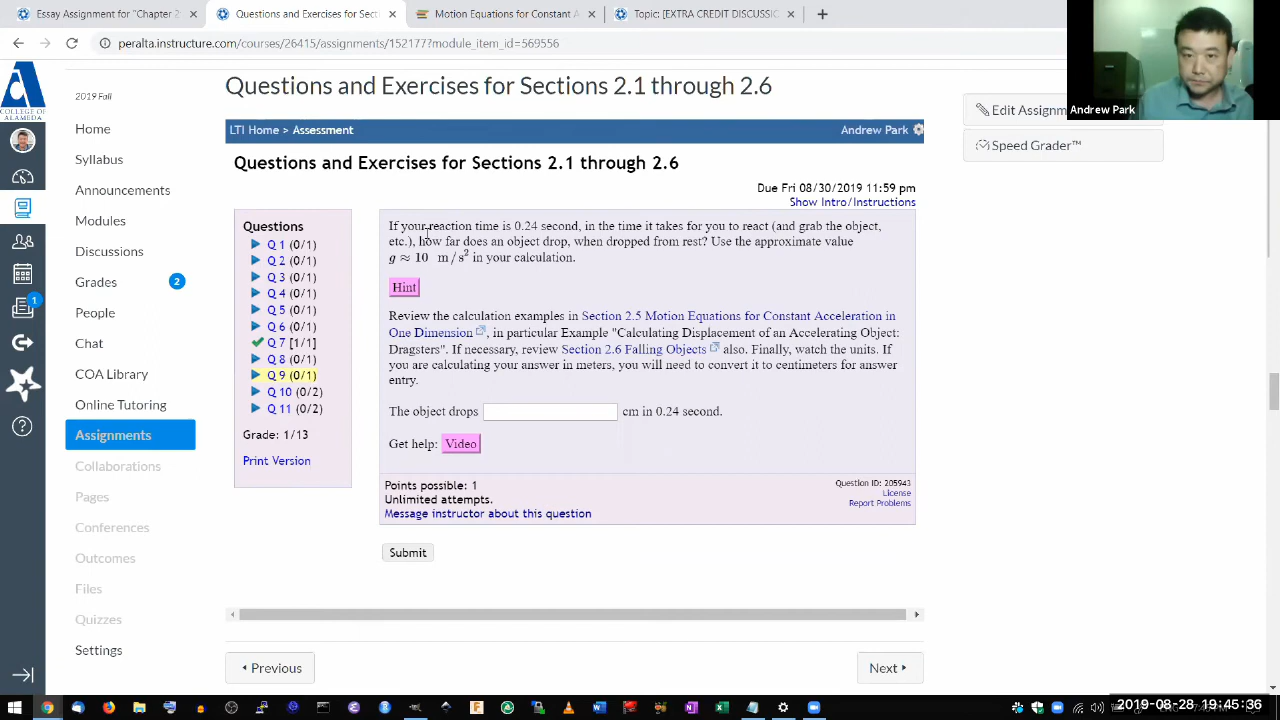 Essay Assignment "Chapter 2
Questions and Exercises for Secti
Motion Equations for Constant A
Topic: [EXTRA CREDIT DISCUSSIC
peralta.instructure.com/courses/26415/assignments/152177?module_item_id=569556
Andrew Park
COLLEGE OF
ALAMEDA
2019 Fall
Home
Syllabus
Announcements
Modules
Discussions
Grades
2
People
1
Chat
COA Library
Online Tutoring
Assignments
Collaborations
Pages
Conferences
Outcomes
Files
Quizzes
Settings
Questions and Exercises for Sections 2.1 through 2.6
Edit Assignm
Speed Grader™
LTI Home > Assessment
Andrew Park
Questions and Exercises for Sections 2.1 through 2.6
Due Fri 08/30/2019 11:59 pm
Show Intro/Instructions
Questions
Q 1 (0/1)
Q 2 (0/1)
Q 3 (0/1)
Q 4 (0/1)
Q 5 (0/1)
Q 6 (0/1)
Q 7 [1/1]
Q 8 (0/1)
Q 9 (0/1)
Q 10 (0/2)
Q 11 (0/2)
Grade: 1/13
Print Version
If your reaction time is 0.24 second, in the time it takes for you to react (and grab the object,
etc.), how far does an object drop, when dropped from rest? Use the approximate value
g ≈ 10 m/s² in your calculation.
Hint
Review the calculation examples in Section 2.5 Motion Equations for Constant Acceleration in
One Dimension, in particular Example "Calculating Displacement of an Accelerating Object:
Dragsters". If necessary, review Section 2.6 Falling Objects also. Finally, watch the units. If
you are calculating your answer in meters, you will need to convert it to centimeters for answer
entry.
The object drops cm in 0.24 second.
Get help: Video
Points possible: 1
Unlimited attempts.
Message instructor about this question
Question ID: 205943
License
Report Problems
Submit
Previous
Next
2019-08-28 19:45:36